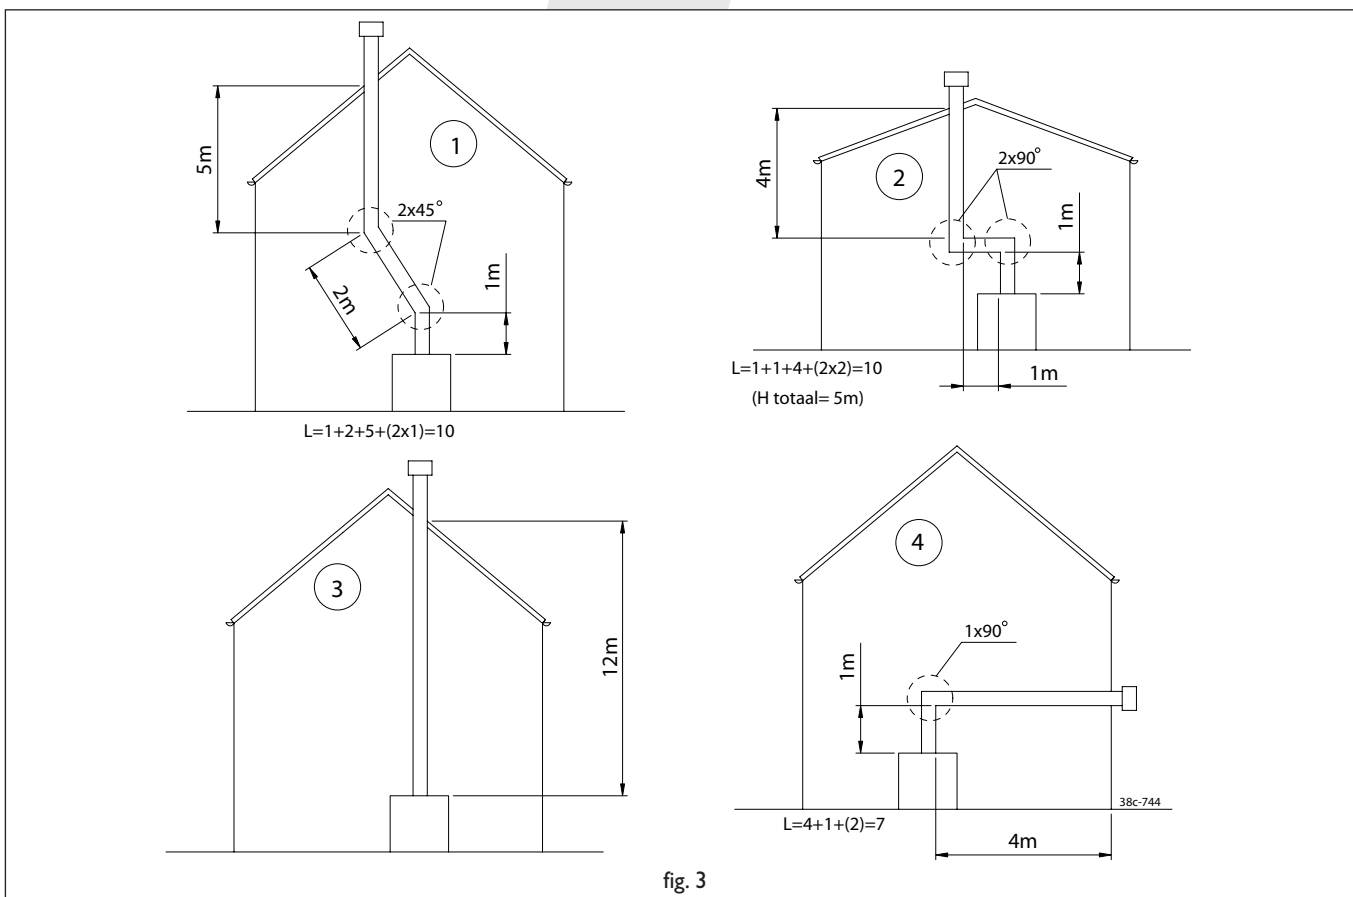 5m
1
2x45°
2m
1m
L=1+2+5+(2x1)=10
4m
2
2x90°
1m
L=1+1+4+(2x2)=10
(H totaal= 5m)
1m
3
12m
4
1x90°
1m
38c-744
L=4+1+(2)=7
4m
fig. 3